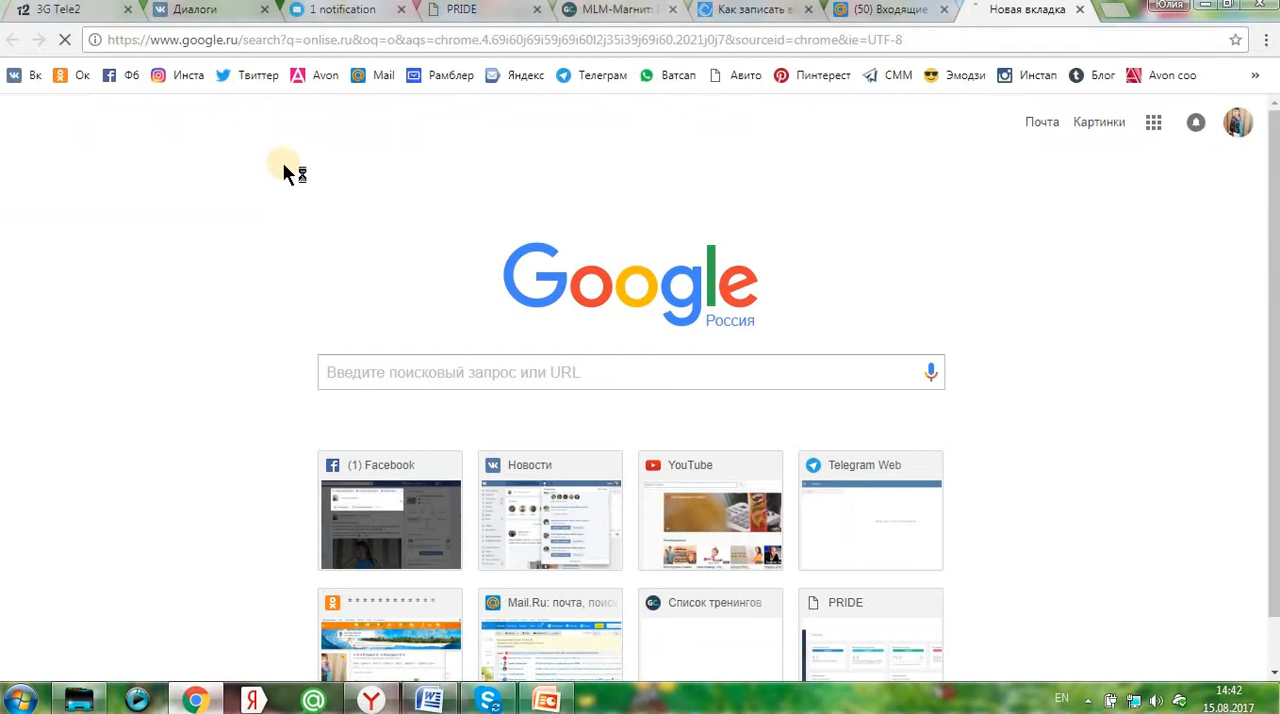 3G Tele2
Диалоги
1 notification
PRIDE
MLM-Магнит:
Как записать в
(50) Входящие
Новая вкладка
Юлия
https://www.google.ru/search?q=onlise.ru&oq=o&aqs=chrome.4.69i60j69i59j69i60l2j35i39j69i60.2021j0j7&sourceid=chrome&ie=UTF-8
Вк
Ок
Фб
Инста
Твиттер
Avon
Mail
Рамблер
Яндекс
Телеграм
Ватсап
Авито
Пинтерест
СММ
Эмодзи
Инстап
Блог
Avon coo
»
Почта
Картинки
Google
Россия
Введите поисковый запрос или URL
(1) Facebook
Новости
YouTube
Telegram Web
* * * * * * * * * * * *
Mail.Ru: почта, поис
Список тренингов
PRIDE
EN
14:42
15.08.2017